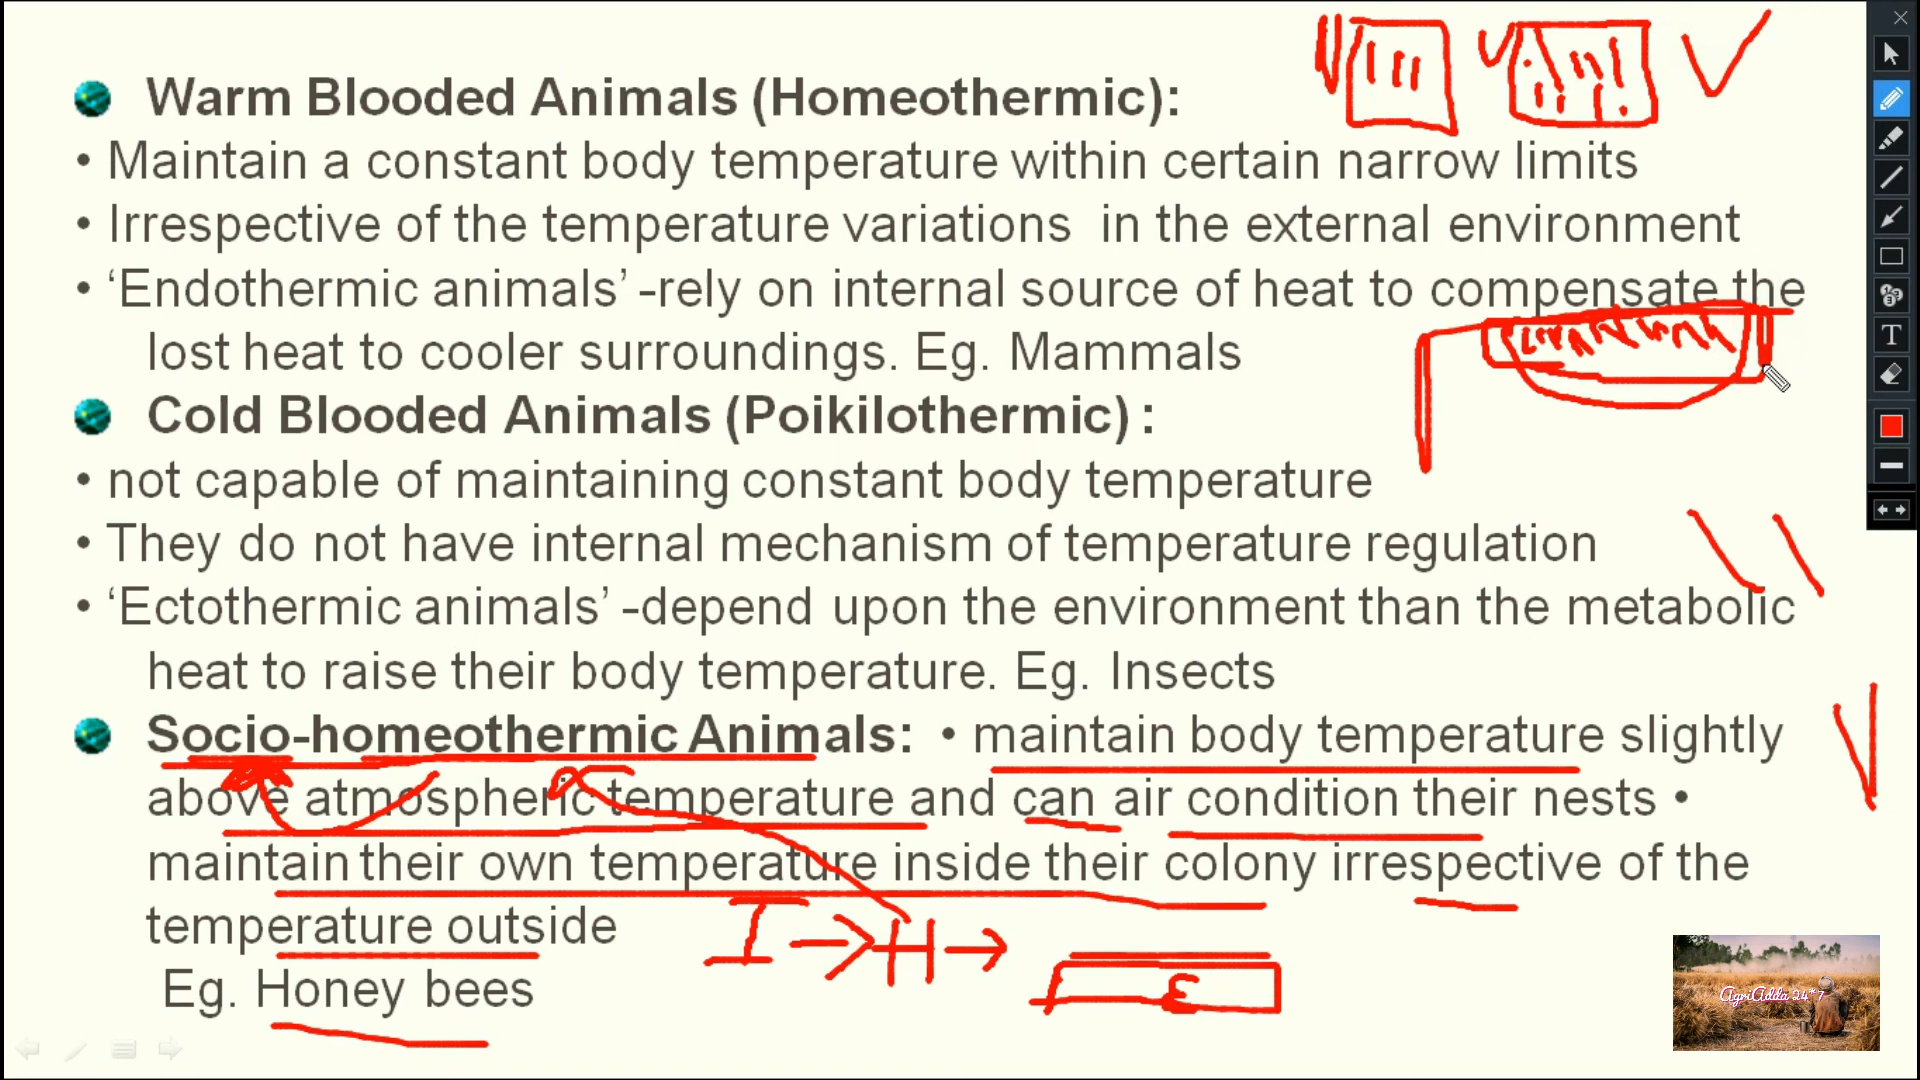 Warm Blooded Animals (Homeothermic):
• Maintain a constant body temperature within certain narrow limits
• Irrespective of the temperature variations in the external environment
• ‘Endothermic animals’ -rely on internal source of heat to compensate the
lost heat to cooler surroundings. Eg. Mammals
Cold Blooded Animals (Poikilothermic) :
• not capable of maintaining constant body temperature
• They do not have internal mechanism of temperature regulation
• ‘Ectothermic animals’ -depend upon the environment than the metabolic
heat to raise their body temperature. Eg. Insects
Socio-homeothermic Animals: • maintain body temperature slightly
above atmospheric temperature and can air condition their nests •
maintain their own temperature inside their colony irrespective of the
temperature outside
I → H →
E
Eg. Honey bees
AgriAdda 24*7
T